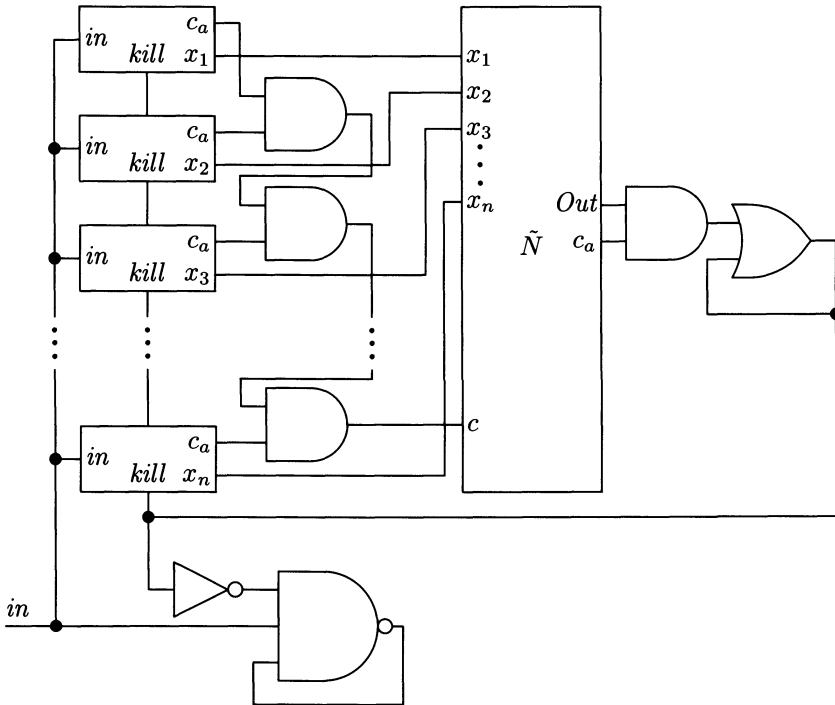 in kill c_a x_1
in kill c_a x_2
in kill c_a x_3
in kill c_a x_n
x_1
x_2
x_3
x_n
c
Ñ
Out
c_a
in